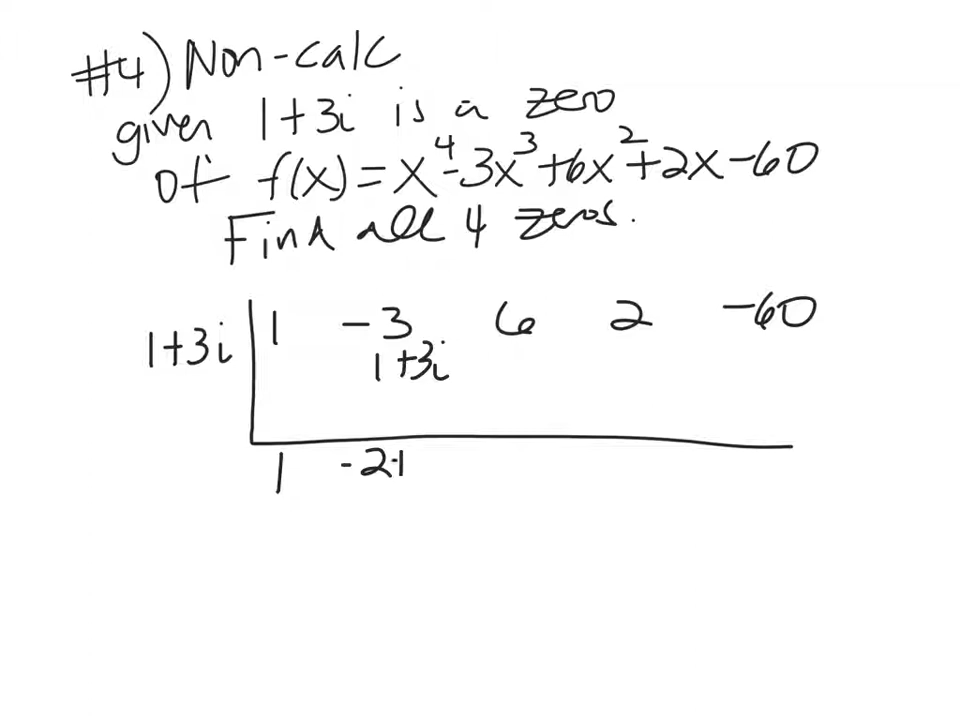 #4) Non-calc
given 1+3i is a zero
of f(x) = x⁴-3x³+6x²+2x-60
Find all 4 zeros.
1+3i | 1 -3 6 2 -60
1+3i
1 -2+